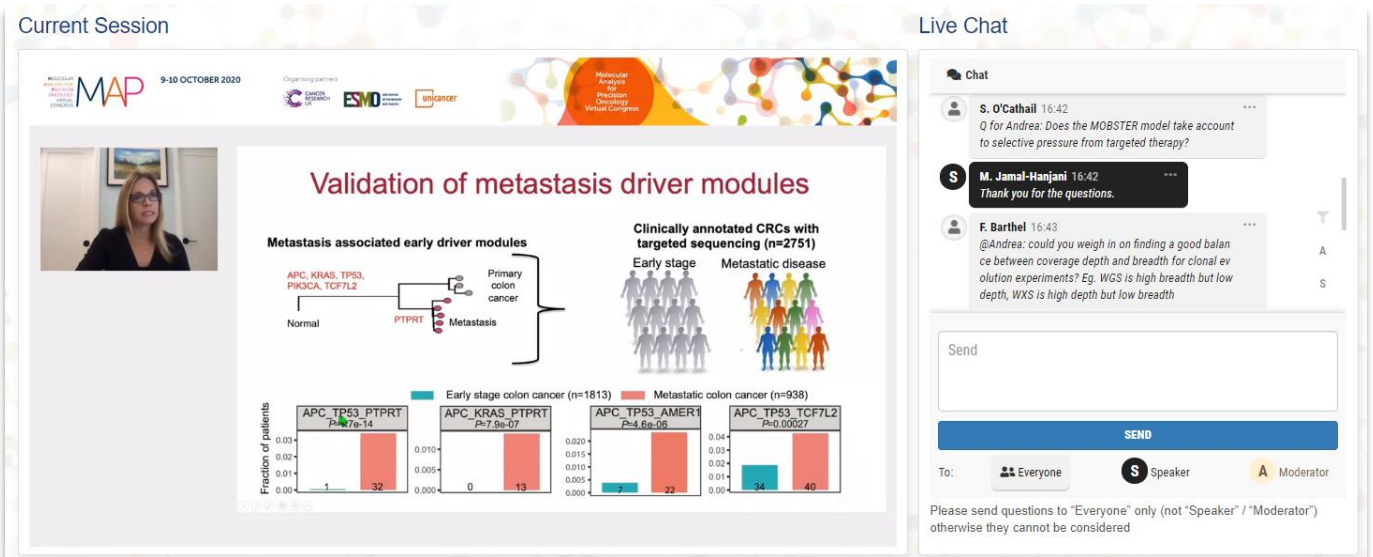 Current Session
MOLECULAR
ANALYSIS FOR
PRECISION
ONCOLOGY
VIRTUAL
CONGRESS
MAP
9-10 OCTOBER 2020
Organising partners
CANCER
RESEARCH
UK
ESMO
unicancer
Molecular
Analysis
for
Precision
Oncology
Virtual Congress
Validation of metastasis driver modules
Metastasis associated early driver modules
APC, KRAS, TP53,
PIK3CA, TCF7L2
Normal
PTPRT
Primary
colon
cancer
Metastasis
Clinically annotated CRCs with
targeted sequencing (n=2751)
Early stage
Metastatic disease
Early stage colon cancer (n=1813)
Metastatic colon cancer (n=938)
Fraction of patients
APC_TP53_PTPRT
7e-14
0.03
0.02
0.01
0.00
1
32
APC_KRAS_PTPRT
P=7.9e-07
0.010
0.005
0.000
0
13
APC_TP53_AMER1
P=4.6e-06
0.020
0.015
0.010
0.005
0.000
7
22
APC_TP53_TCF7L2
P=0.00027
0.04
0.03
0.02
0.01
0.00
34
40
Live Chat
Chat
S. O'Cathail 16:42
Q for Andrea: Does the MOBSTER model take account
to selective pressure from targeted therapy?
S
M. Jamal-Hanjani 16:42
Thank you for the questions.
F. Barthel 16:43
@Andrea: could you weigh in on finding a good balan
ce between coverage depth and breadth for clonal ev
olution experiments? Eg. WGS is high breadth but low
depth, WXS is high depth but low breadth
A
S
Send
SEND
To:
Everyone
S Speaker
A Moderator
Please send questions to "Everyone" only (not "Speaker" / "Moderator")
otherwise they cannot be considered